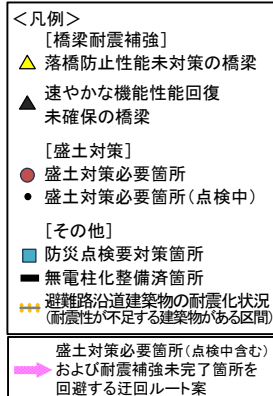 ＜凡例＞
[橋梁耐震補強]
落橋防止性能未対策の橋梁
速やかな機能性能回復
未確保の橋梁
[盛土対策]
盛土対策必要箇所
盛土対策必要箇所(点検中)
[その他]
防災点検要対策箇所
無電柱化整備済箇所
避難路沿道建築物の耐震化状況
(耐震性が不足する建築物がある区間)
盛土対策必要箇所(点検中含む)
および耐震補強未完了箇所を
回避する迂回ルート案